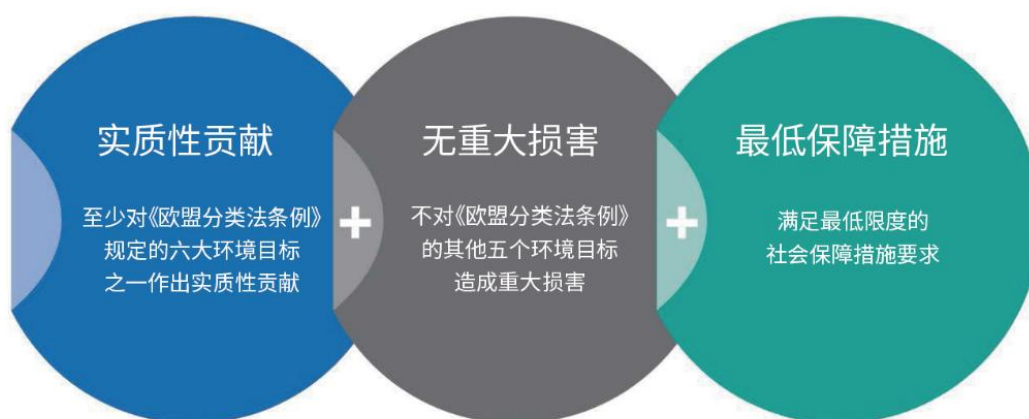 实质性贡献
至少对《欧盟分类法条例》
规定的六大环境目标
之一作出实质性贡献
+
无重大损害
不对《欧盟分类法条例》
的其他五个环境目标
造成重大损害
+
最低保障措施
满足最低限度的
社会保障措施要求